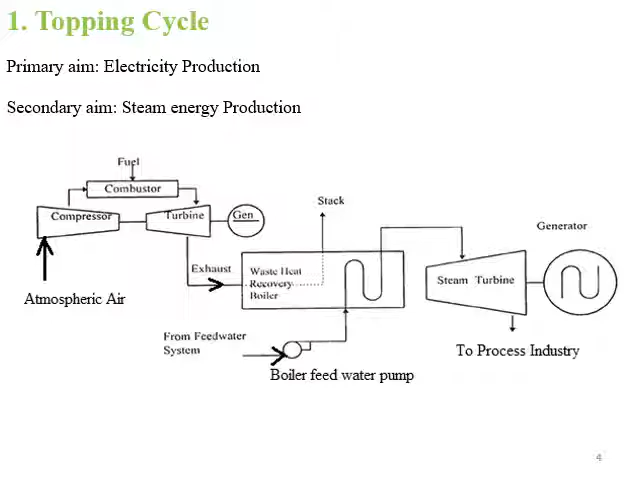 1. Topping Cycle
Primary aim: Electricity Production
Secondary aim: Steam energy Production
Fuel
Combustor
Compressor
Turbine
Gen
Stack
Generator
Exhaust
Waste Heat
Recovery
Boiler
Steam Turbine
Atmospheric Air
From Feedwater
System
To Process Industry
Boiler feed water pump
4